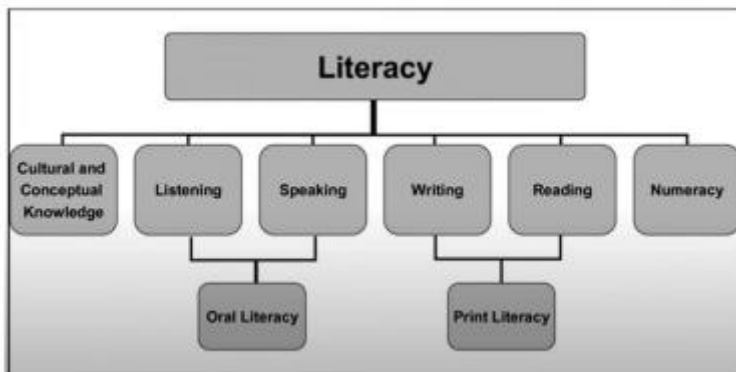 Literacy
Cultural and
Conceptual
Knowledge
Listening
Speaking
Writing
Reading
Numeracy
Oral Literacy
Print Literacy